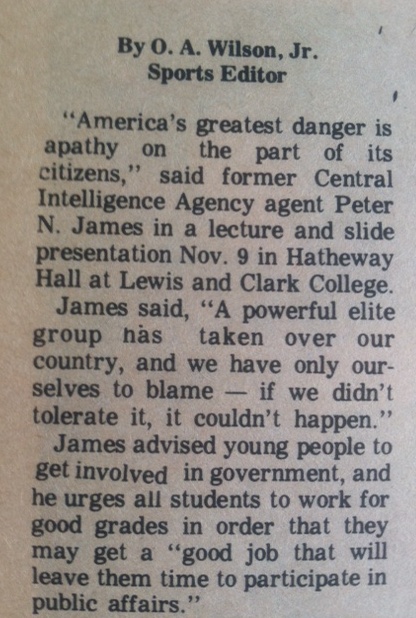 By O. A. Wilson, Jr.
Sports Editor
"America's greatest danger is
apathy on the part of its
citizens," said former Central
Intelligence Agency agent Peter
N. James in a lecture and slide
presentation Nov. 9 in Hatheway
Hall at Lewis and Clark College.
James said, "A powerful elite
group has taken over our
country, and we have only our-
selves to blame — if we didn't
tolerate it, it couldn't happen."
James advised young people to
get involved in government, and
he urges all students to work for
good grades in order that they
may get a "good job that will
leave them time to participate in
public affairs."